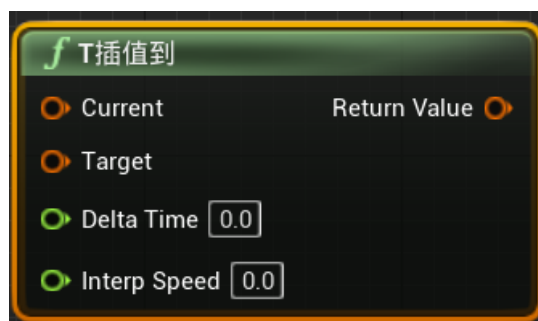 f T插值到
Current Return Value
Target
Delta Time 0.0
Interp Speed 0.0